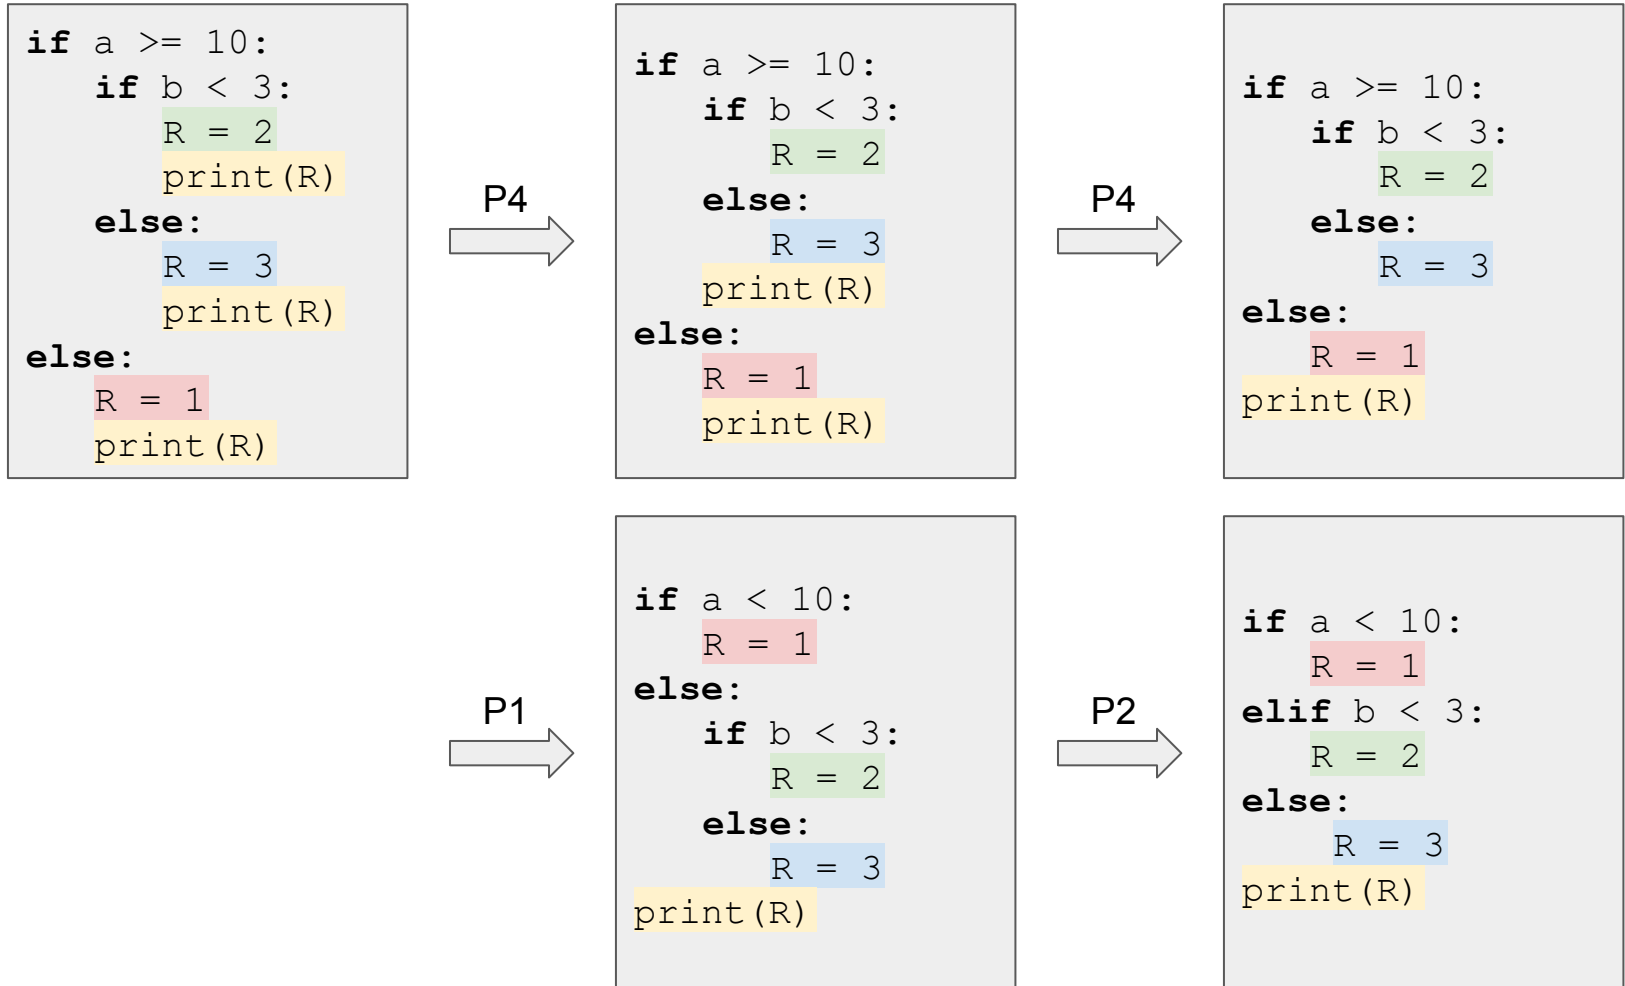 if a >= 10:
    if b < 3:
        R = 2
        print(R)
    else:
        R = 3
        print(R)
else:
    R = 1
    print(R)
P4
if a >= 10:
    if b < 3:
        R = 2
    else:
        R = 3
    print(R)
else:
    R = 1
    print(R)
P4
if a >= 10:
    if b < 3:
        R = 2
    else:
        R = 3
else:
    R = 1
print(R)
P1
if a < 10:
    R = 1
else:
    if b < 3:
        R = 2
    else:
        R = 3
print(R)
P2
if a < 10:
    R = 1
elif b < 3:
    R = 2
else:
     R = 3
print(R)